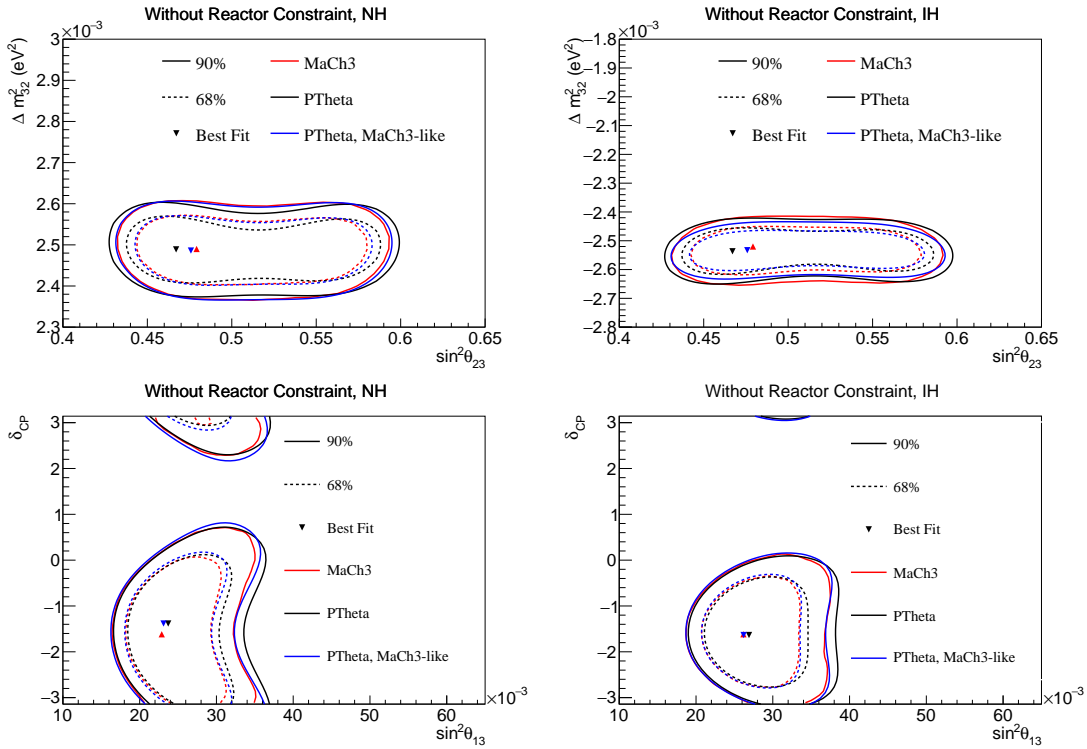 Without Reactor Constraint, NH
×10⁻³
Δ m²₃₂ (eV²)
3
2.9
2.8
2.7
2.6
2.5
2.4
2.3
90%
MaCh3
68%
PTheta
Best Fit
PTheta, MaCh3-like
0.4 0.45 0.5 0.55 0.6 0.65
sin²θ₂₃
Without Reactor Constraint, IH
×10⁻³
Δ m²₃₂ (eV²)
−1.8
−1.9
−2
−2.1
−2.2
−2.3
−2.4
−2.5
−2.6
−2.7
−2.8
90%
MaCh3
68%
PTheta
Best Fit
PTheta, MaCh3-like
0.4 0.45 0.5 0.55 0.6 0.65
sin²θ₂₃
Without Reactor Constraint, NH
δCP
3
2
1
0
−1
−2
−3
90%
68%
Best Fit
MaCh3
PTheta
PTheta, MaCh3-like
×10⁻³
10 20 30 40 50 60
sin²θ₁₃
Without Reactor Constraint, IH
δCP
3
2
1
0
−1
−2
−3
90%
68%
Best Fit
MaCh3
PTheta
PTheta, MaCh3-like
×10⁻³
10 20 30 40 50 60
sin²θ₁₃